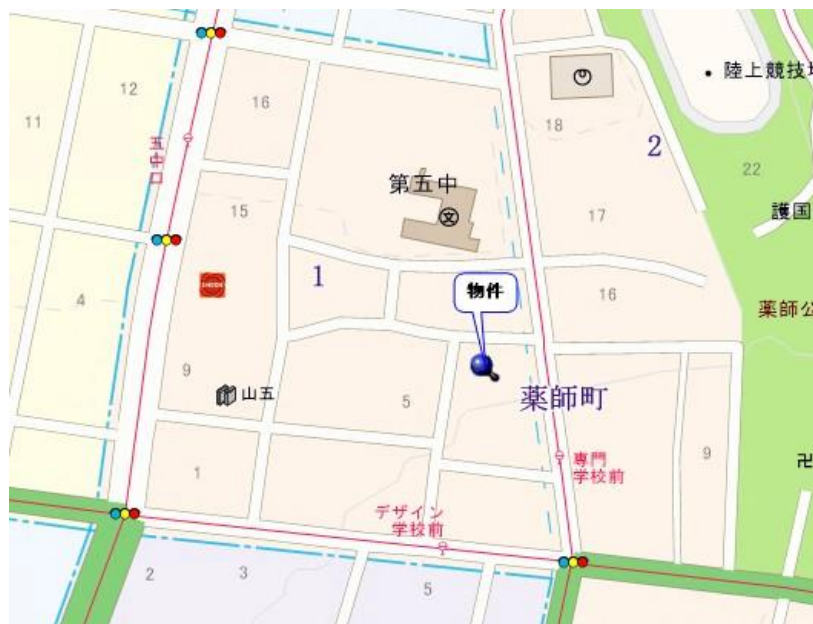 12
11
16
五中口
15
第五中
文
1
4
9
山五
5
1
18
2
陸上競技
22
17
護国
16
物件
薬師公
薬師町
専門
学校前
9
卍
デザイン
学校前
2
3
5